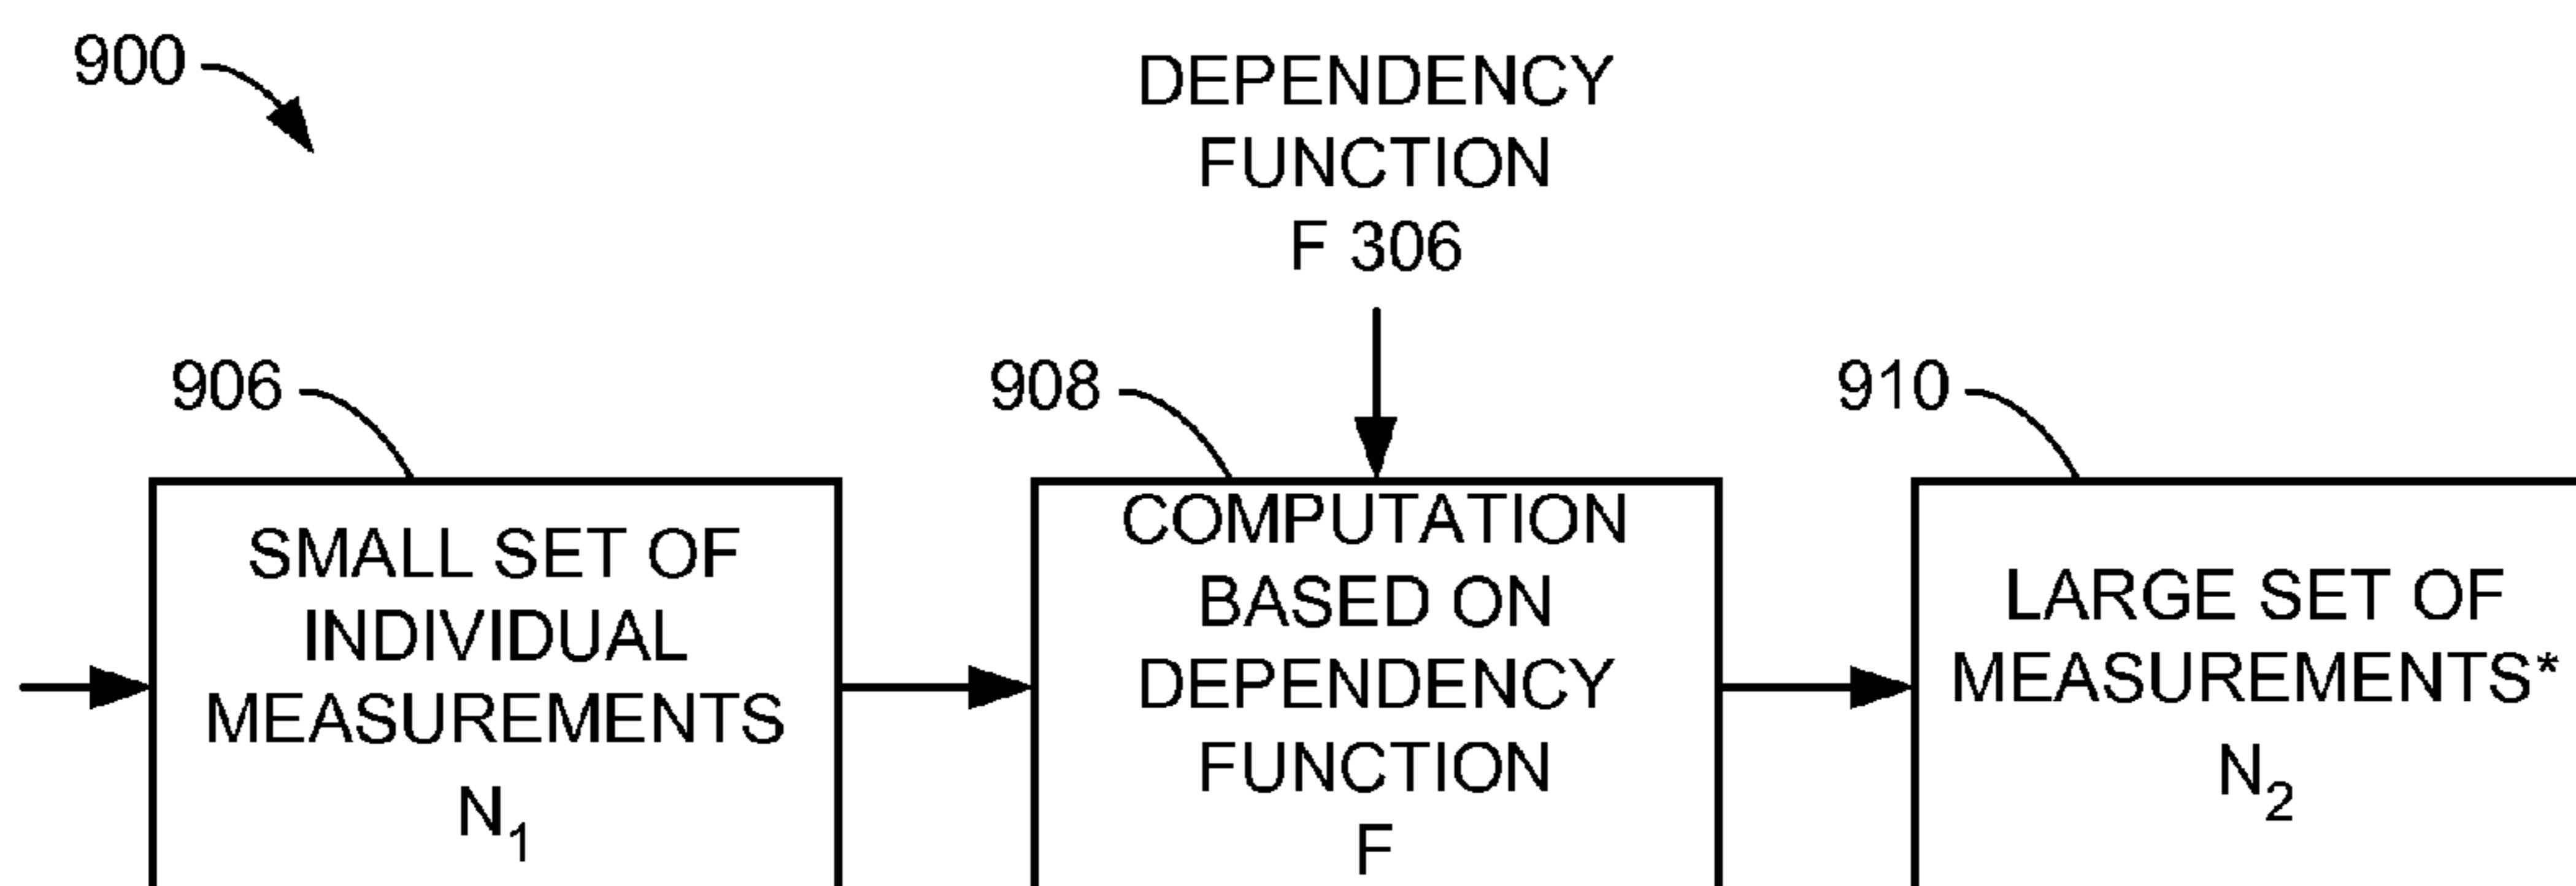 900
DEPENDENCY
FUNCTION
F 306
906
908
910
SMALL SET OF
INDIVIDUAL
MEASUREMENTS
N₁
COMPUTATION
BASED ON
DEPENDENCY
FUNCTION
F
LARGE SET OF
MEASUREMENTS*
N₂